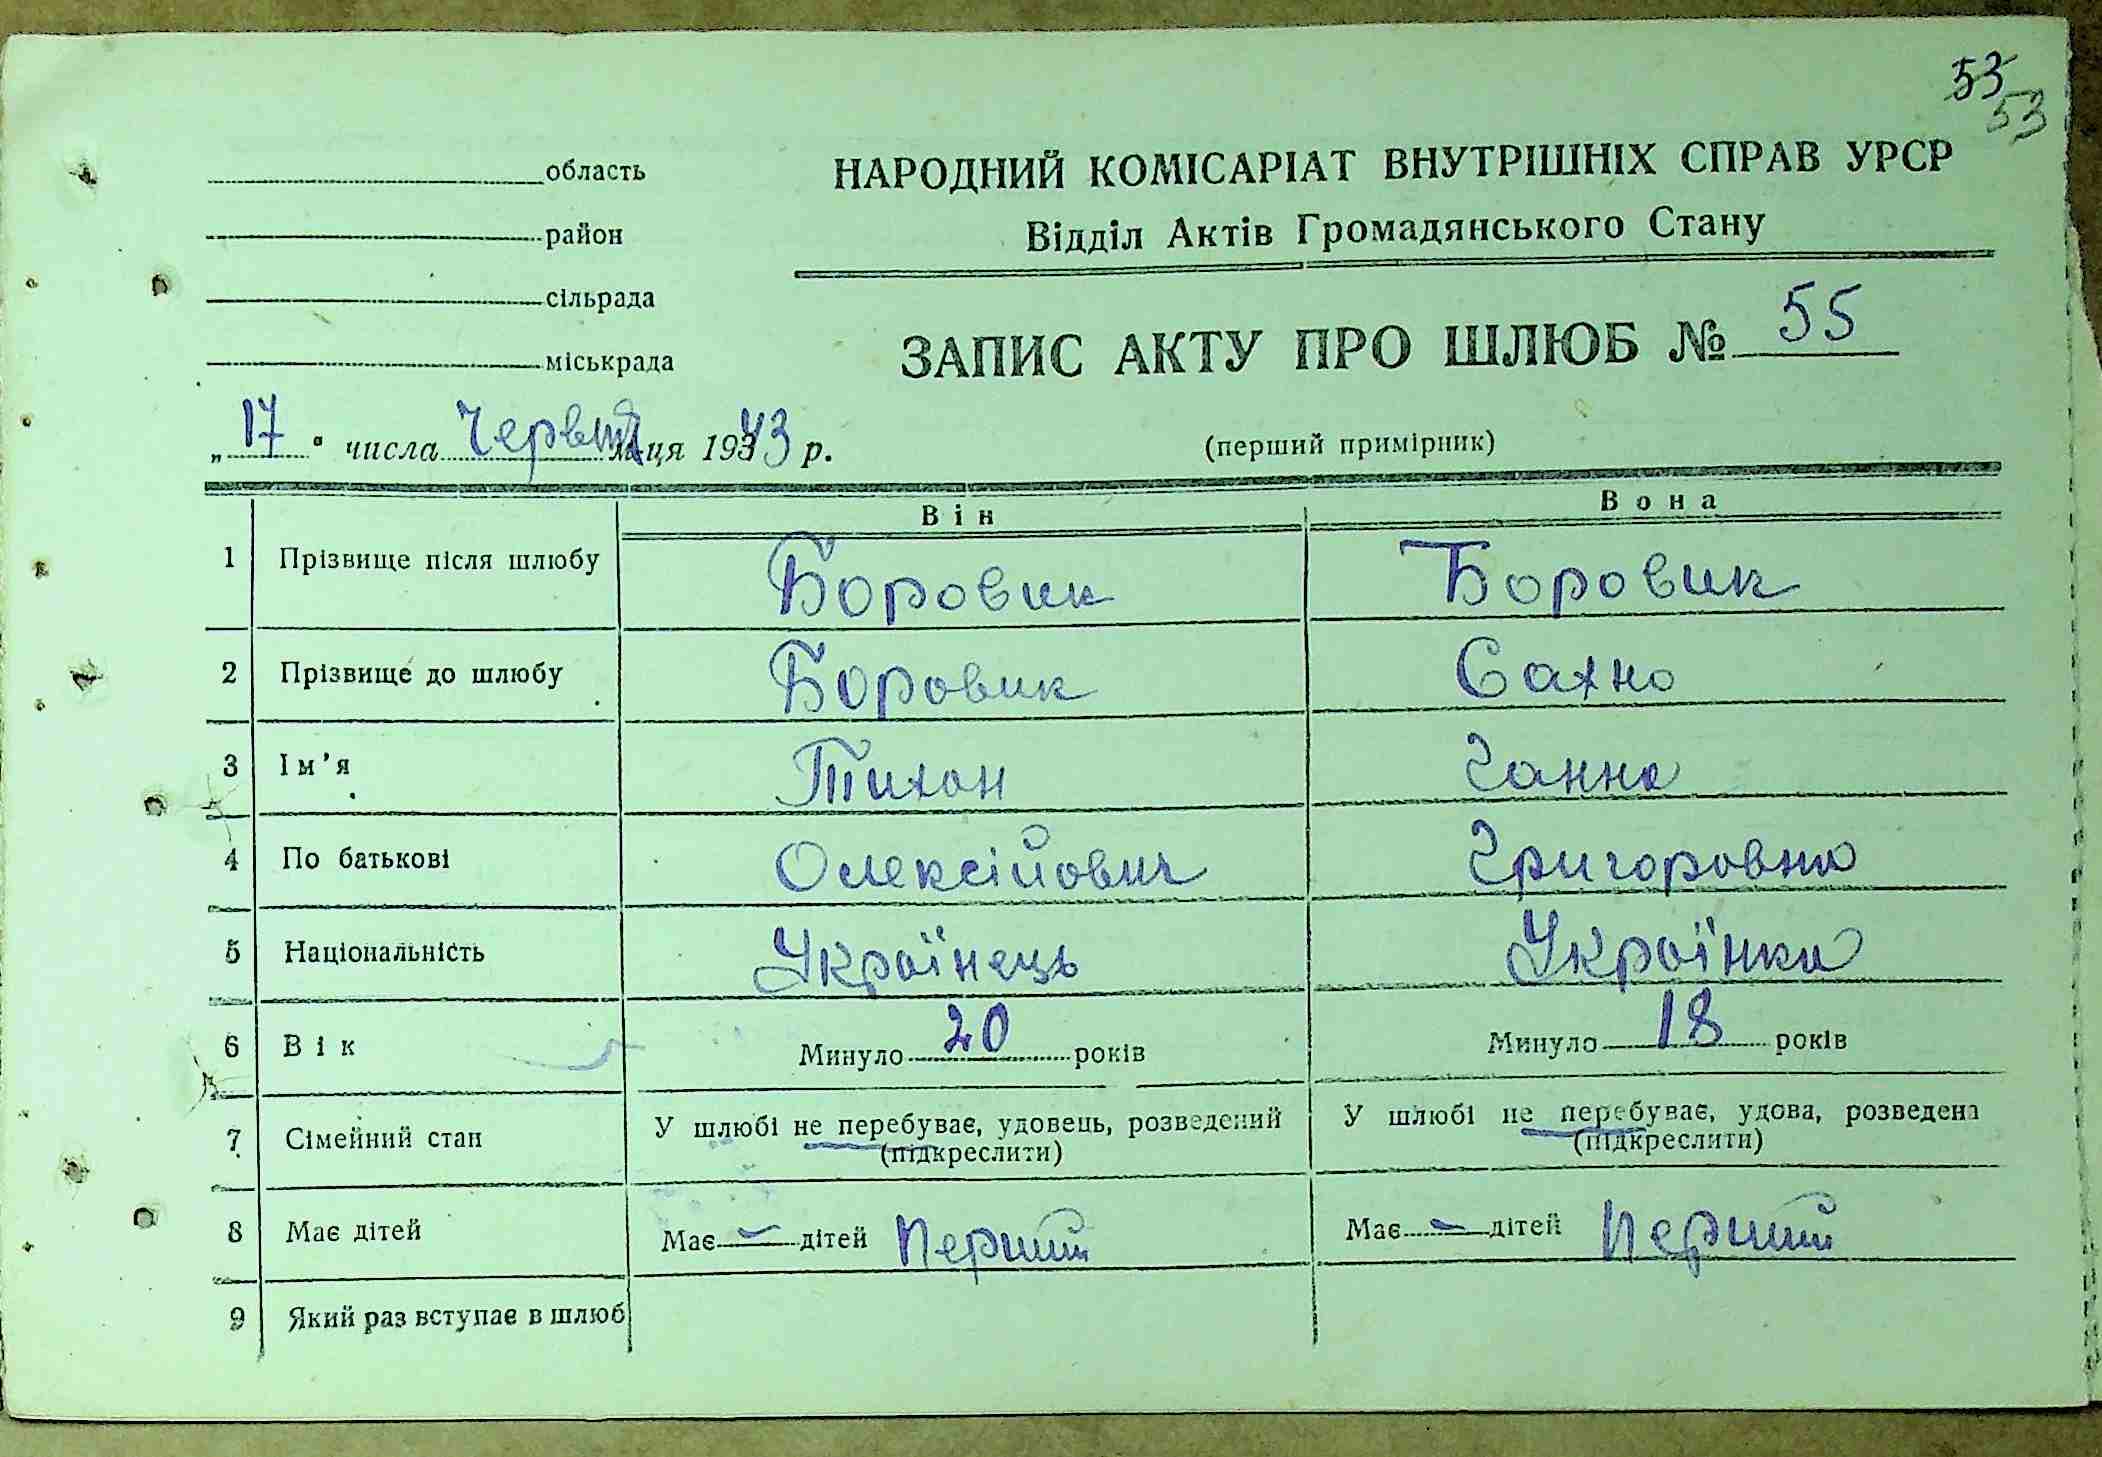 53
53
область
район
сільрада
міськрада
НАРОДНИЙ КОМІСАРІАТ ВНУТРІШНІХ СПРАВ УРСР
Відділ Актів Громадянського Стану
ЗАПИС АКТУ ПРО ШЛЮБ № 55
„17" числа Червня м-ця 1943 р.
(перший примірник)
Він Вона
1 Прізвище після шлюбу Боровик Боровик
2 Прізвище до шлюбу Боровик Сахно
3 Ім'я Тихон Ганна
4 По батькові Олексійович Григоровна
5 Національність Українець Українка
6 Вік Минуло 20 років Минуло 18 років
7 Сімейний стан У шлюбі не перебуває, удовець, розведений У шлюбі не перебуває, удова, розведена
(підкреслити) (підкреслити)
8 Має дітей Має – дітей Перший Має – дітей Перший
9 Який раз вступає в шлюб